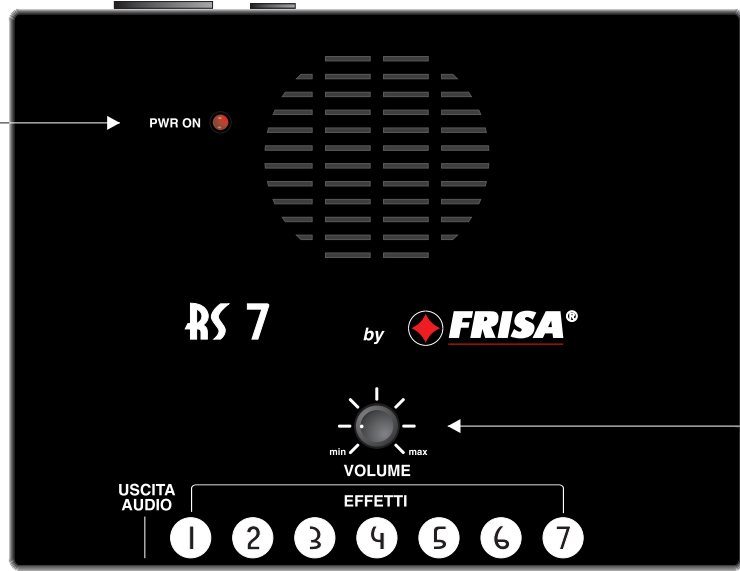 PWR ON
RS 7
by FRISA®
min max
VOLUME
USCITA
AUDIO
EFFETTI
1 2 3 4 5 6 7